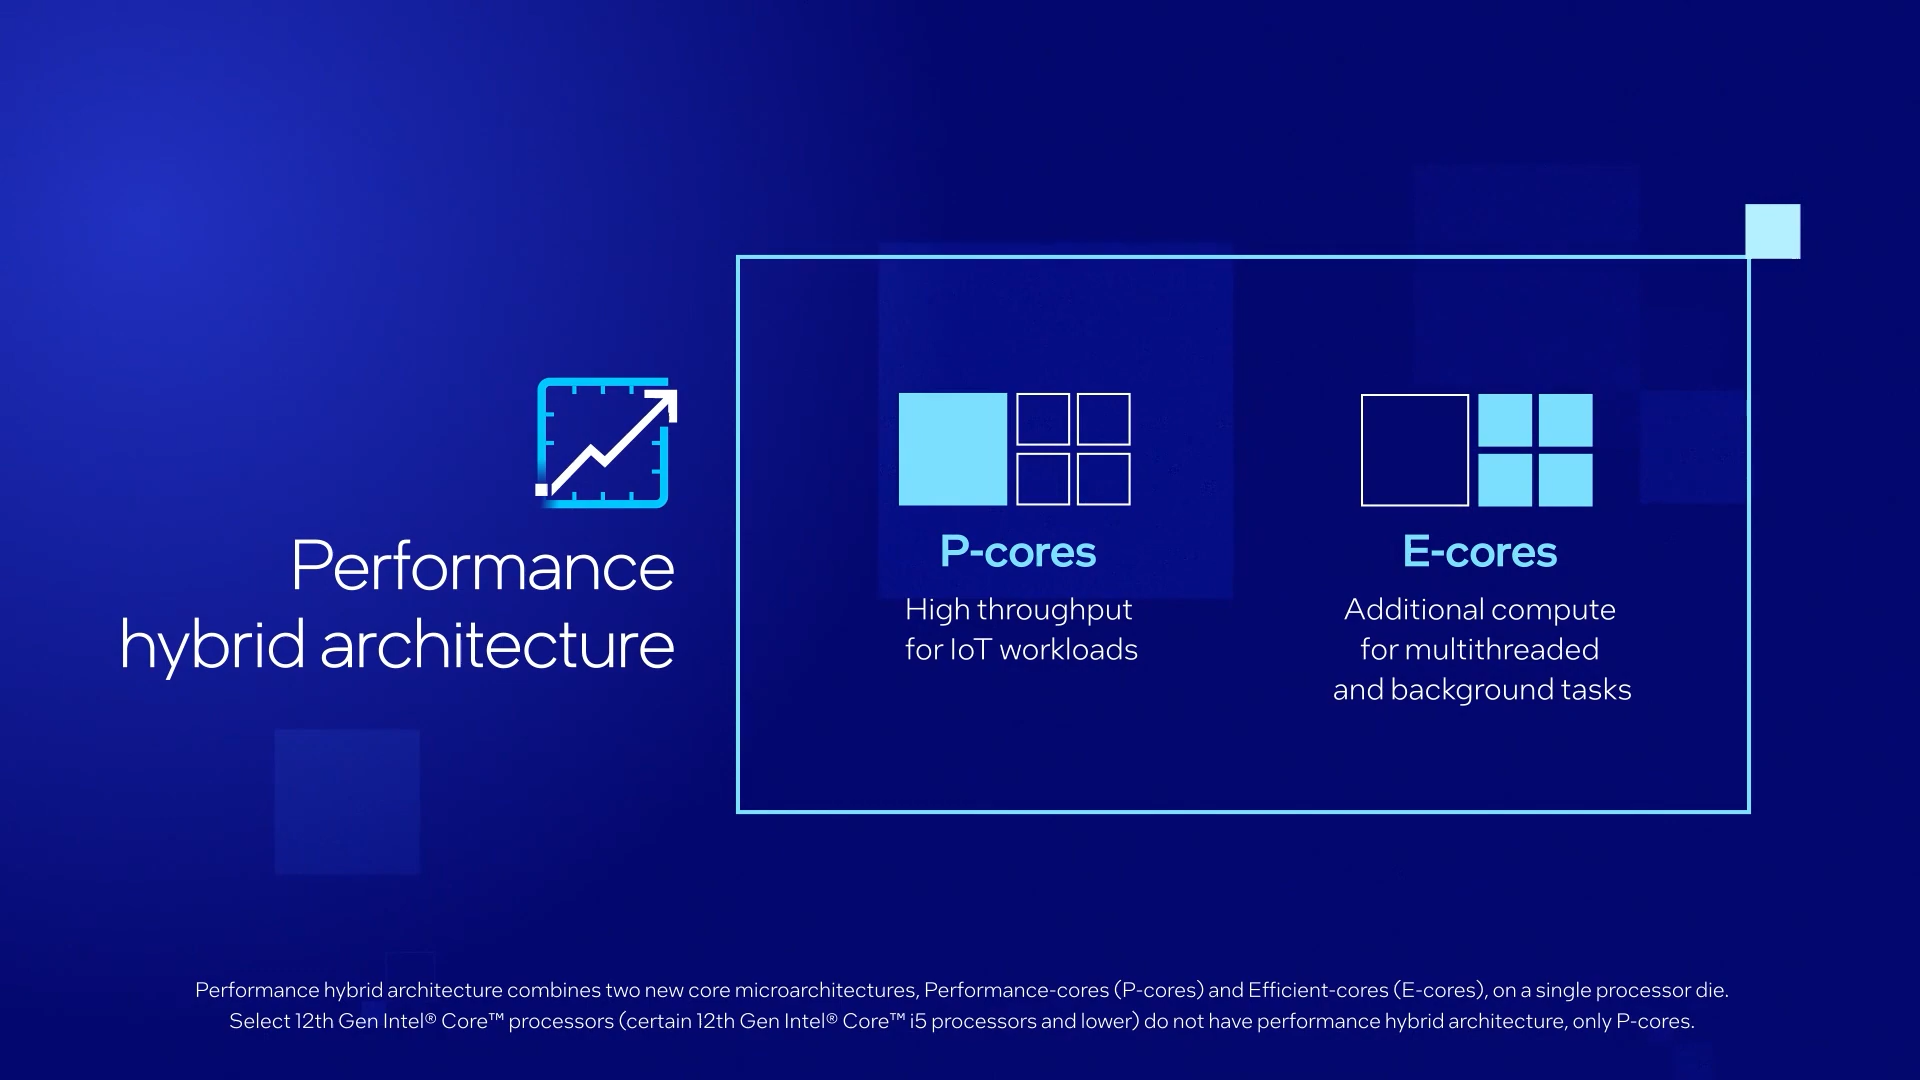 Performance
hybrid architecture
P-cores
High throughput
for IoT workloads
E-cores
Additional compute
for multithreaded
and background tasks
Performance hybrid architecture combines two new core microarchitectures, Performance-cores (P-cores) and Efficient-cores (E-cores), on a single processor die.
Select 12th Gen Intel® Core™ processors (certain 12th Gen Intel® Core™ i5 processors and lower) do not have performance hybrid architecture, only P-cores.